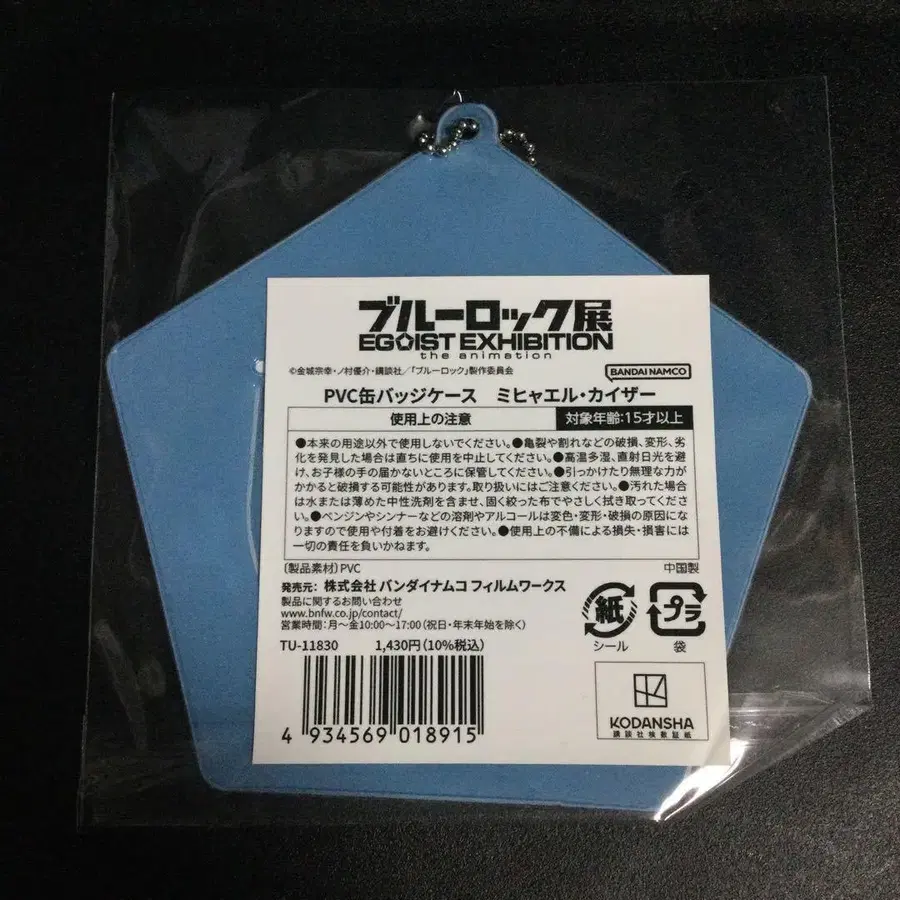 ブルーロック展
EGOIST EXHIBITION
the animation
©金城宗幸・ノ村優介・講談社/「ブルーロック」製作委員会
BANDAI NAMCO
PVC缶バッジケース ミヒャエル・カイザー
使用上の注意
対象年齢:15才以上
●本来の用途以外で使用しないでください。●亀裂や割れなどの破損、変形、劣
化を発見した場合は直ちに使用を中止してください。●高温多湿、直射日光を避
け、お子様の手の届かないところに保管してください。●引っかけたり無理な力が
かかると破損する可能性があります。取り扱いにはご注意ください。●汚れた場合
は水または薄めた中性洗剤を含ませ、固く絞った布でやさしく拭き取ってくださ
い。●ベンジンやシンナーなどの溶剤やアルコールは変色・変形・破損の原因にな
りますので使用や付着をお避けください。●使用上の不備による損失・損害には
一切の責任を負いかねます。
〔製品素材〕PVC
中国製
発売元: 株式会社 バンダイナムコ フィルムワークス
製品に関するお問い合わせ
www.bnfw.co.jp/contact/
営業時間:月〜金10:00〜17:00(祝日・年末年始を除く)
紙
シール
プラ
袋
TU-11830 1,430円(10%税込)
4 934569 018915
KODANSHA
講談社検数証紙